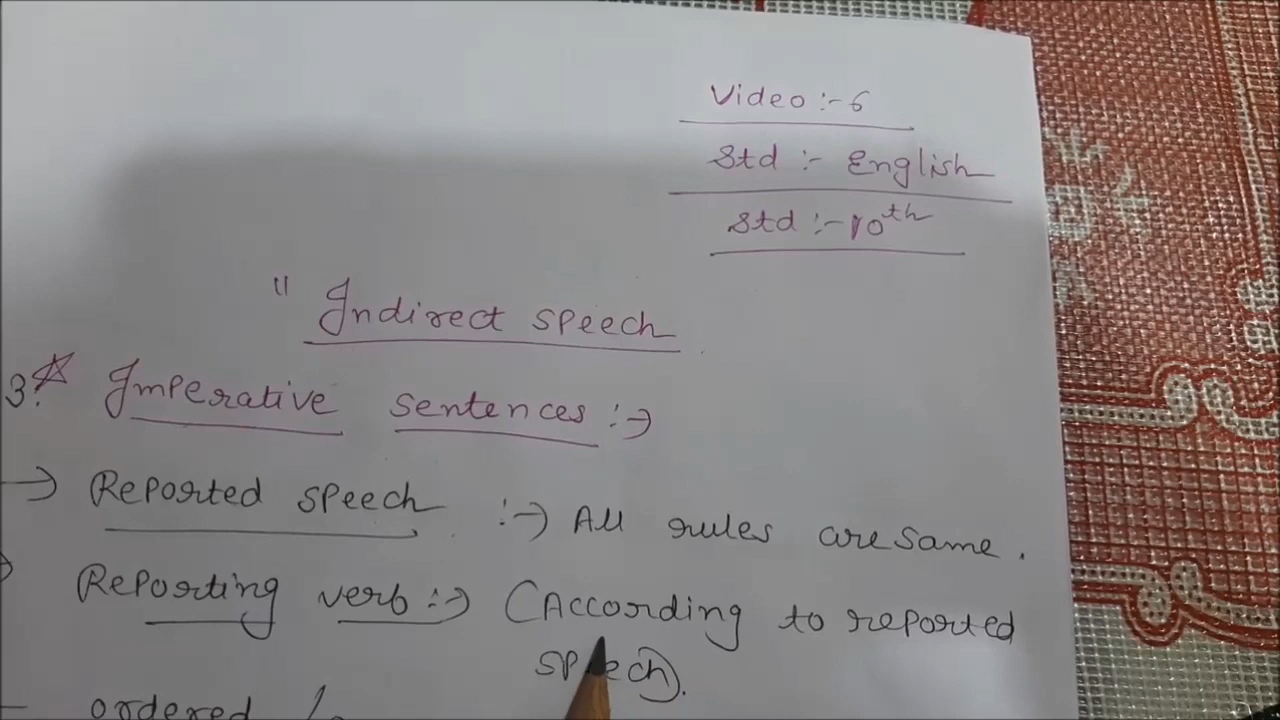 Video :- 6
Std :- English
Std :- 10th
" Indirect speech
3. Imperative sentences :->
-> Reported speech :-> All rules are same.
Reporting verb :-> (According to reported
speech).
- ordered /